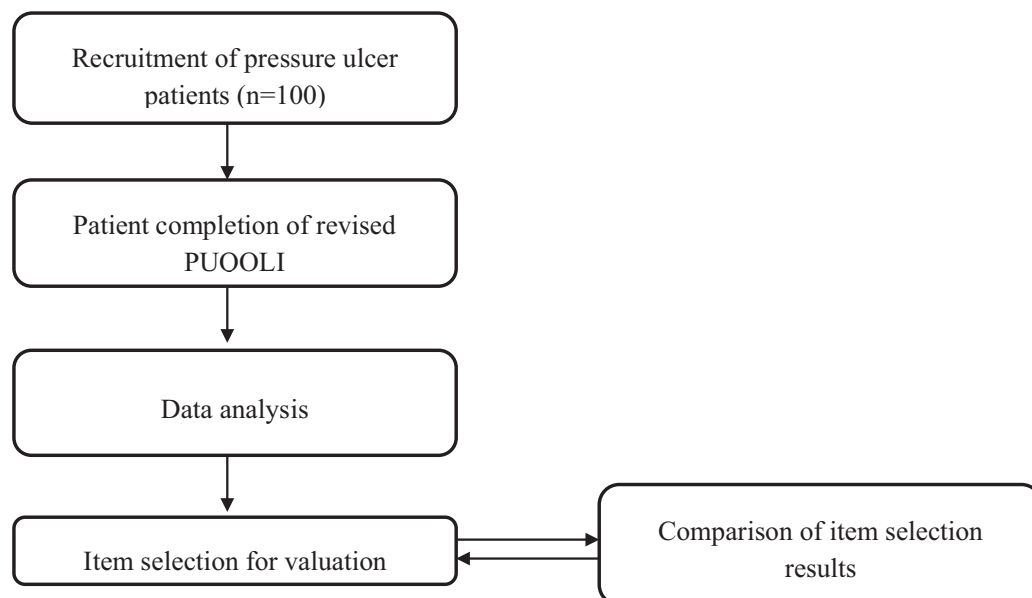 Recruitment of pressure ulcer
patients (n=100)
Patient completion of revised
PUOOLI
Data analysis
Item selection for valuation
Comparison of item selection
results